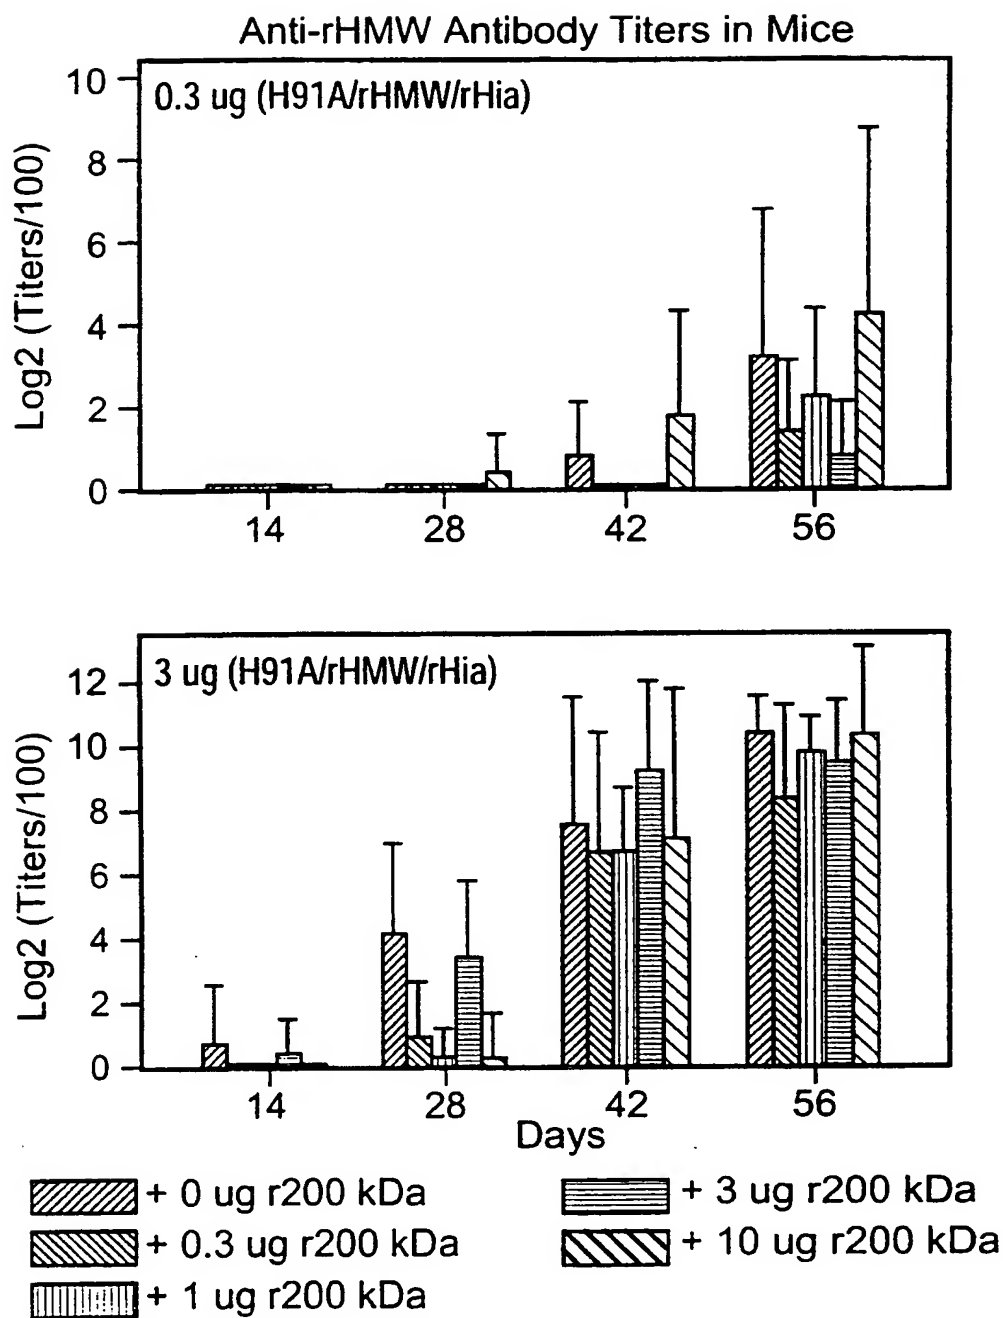 Anti-rHMW Antibody Titers in Mice
0.3 ug (H91A/rHMW/rHia)
Log2 (Titers/100)
10
8
6
4
2
0
14 28 42 56
3 ug (H91A/rHMW/rHia)
Log2 (Titers/100)
12
10
8
6
4
2
0
14 28 42 56
Days
+ 0 ug r200 kDa
+ 0.3 ug r200 kDa
+ 1 ug r200 kDa
+ 3 ug r200 kDa
+ 10 ug r200 kDa